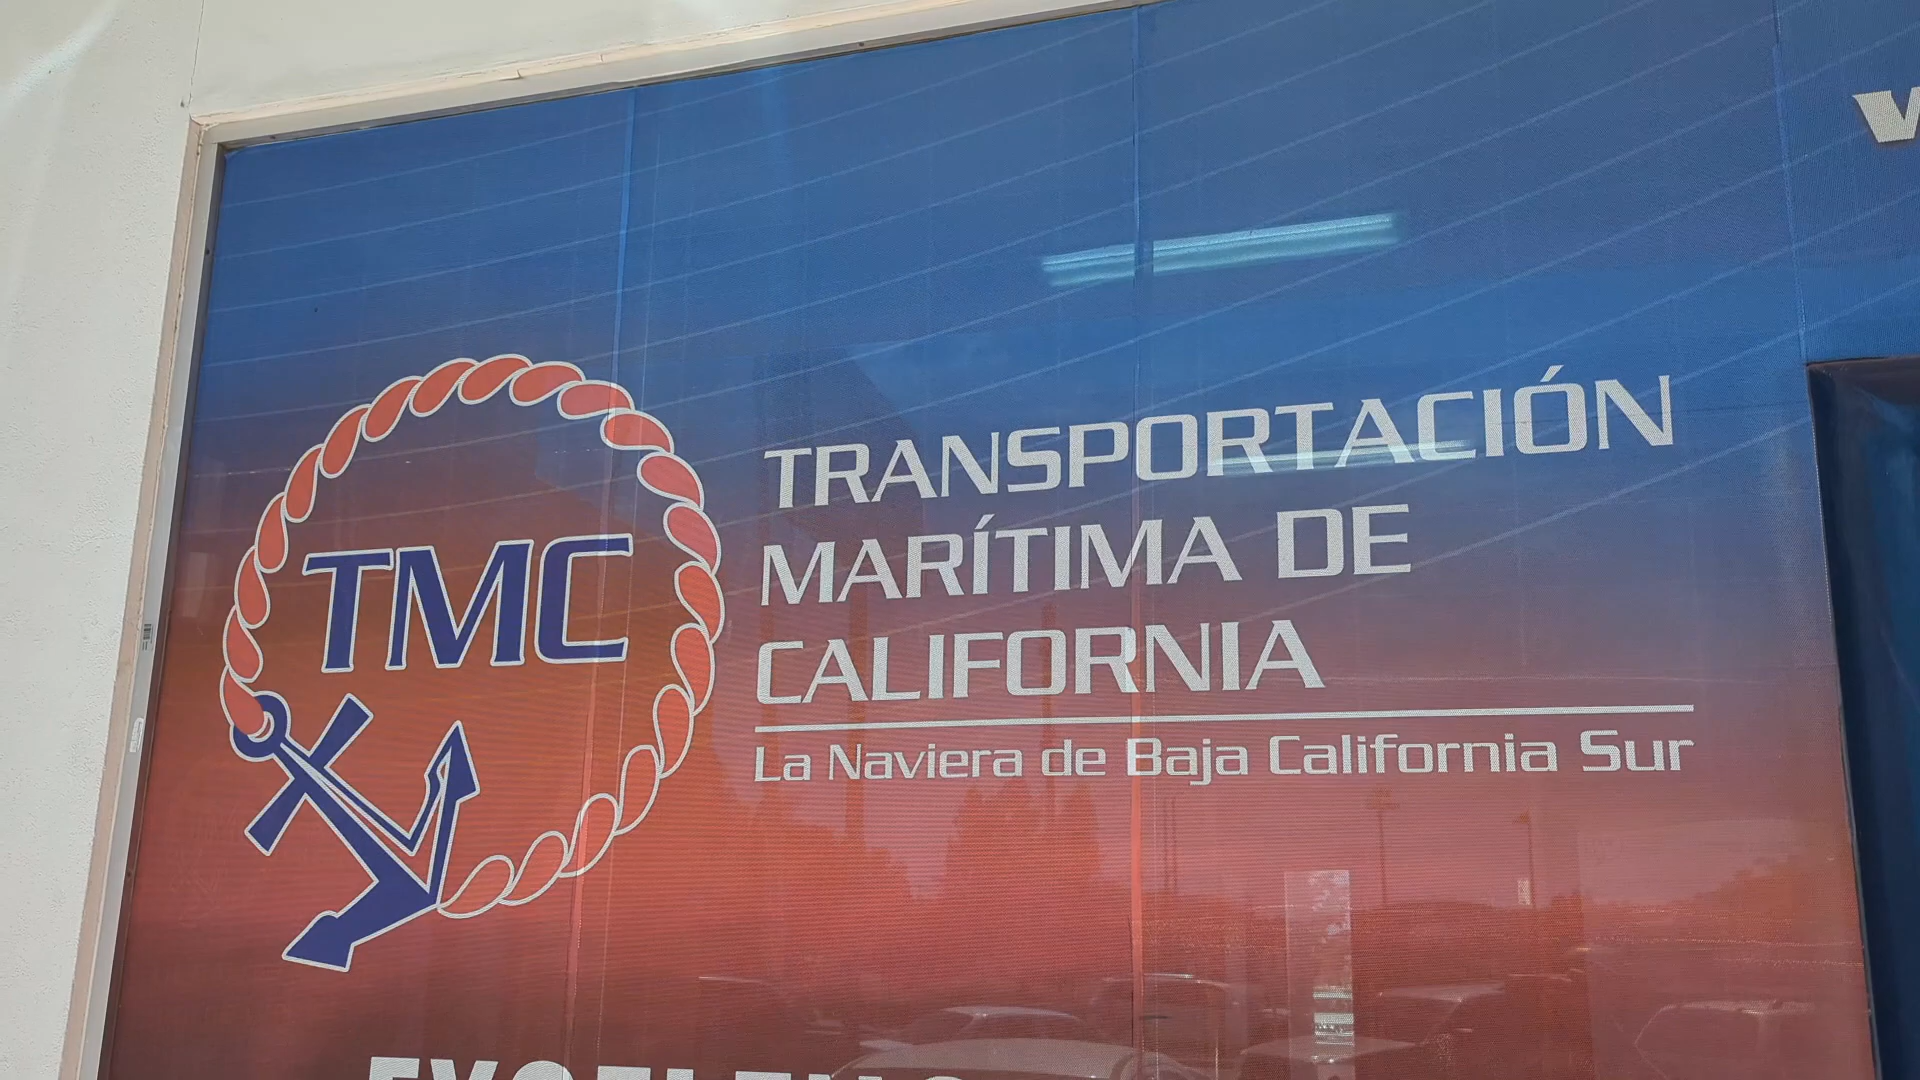 TMC
TRANSPORTACIÓN
MARÍTIMA DE
CALIFORNIA
La Naviera de Baja California Sur